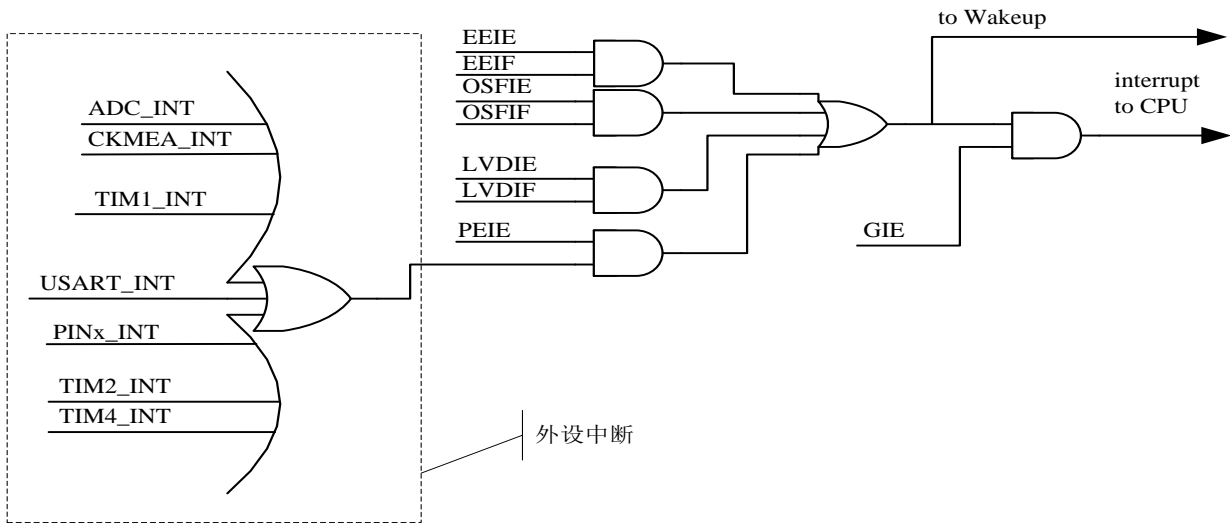 ADC_INT
CKMEA_INT
TIM1_INT
USART_INT
PINx_INT
TIM2_INT
TIM4_INT
外设中断
EEIE
EEIF
OSFIE
OSFIF
LVDIE
LVDIF
PEIE
GIE
to Wakeup
interrupt
to CPU